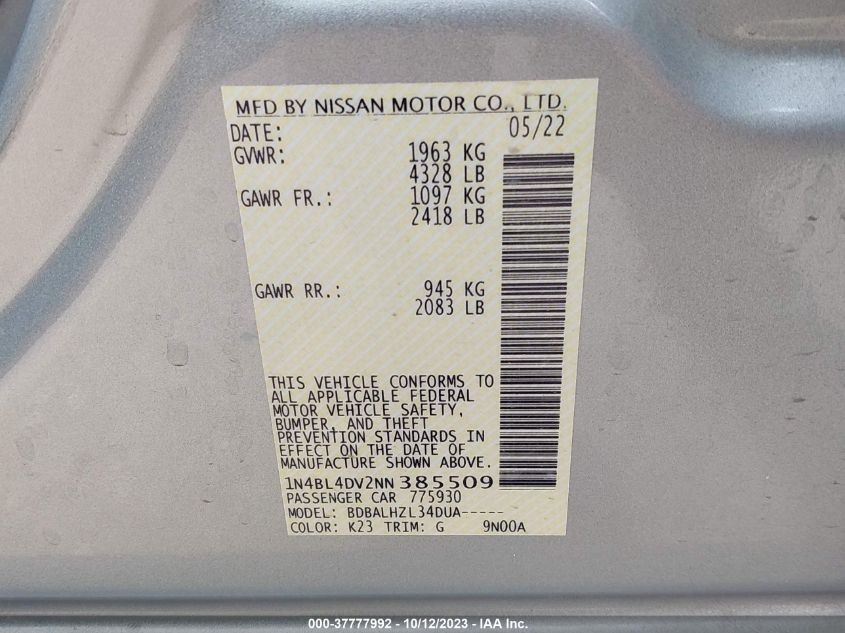 MFD BY NISSAN MOTOR CO., LTD.
DATE: 05/22
GVWR: 1963 KG
4328 LB
GAWR FR.: 1097 KG
2418 LB
GAWR RR.: 945 KG
2083 LB
THIS VEHICLE CONFORMS TO
ALL APPLICABLE FEDERAL
MOTOR VEHICLE SAFETY,
BUMPER, AND THEFT
PREVENTION STANDARDS IN
EFFECT ON THE DATE OF
MANUFACTURE SHOWN ABOVE.
1N4BL4DV2NN385509
PASSENGER CAR 775930
MODEL: BDBALHZL34DUA-----
COLOR: K23 TRIM: G 9N00A
000-37777992 - 10/12/2023 - IAA Inc.